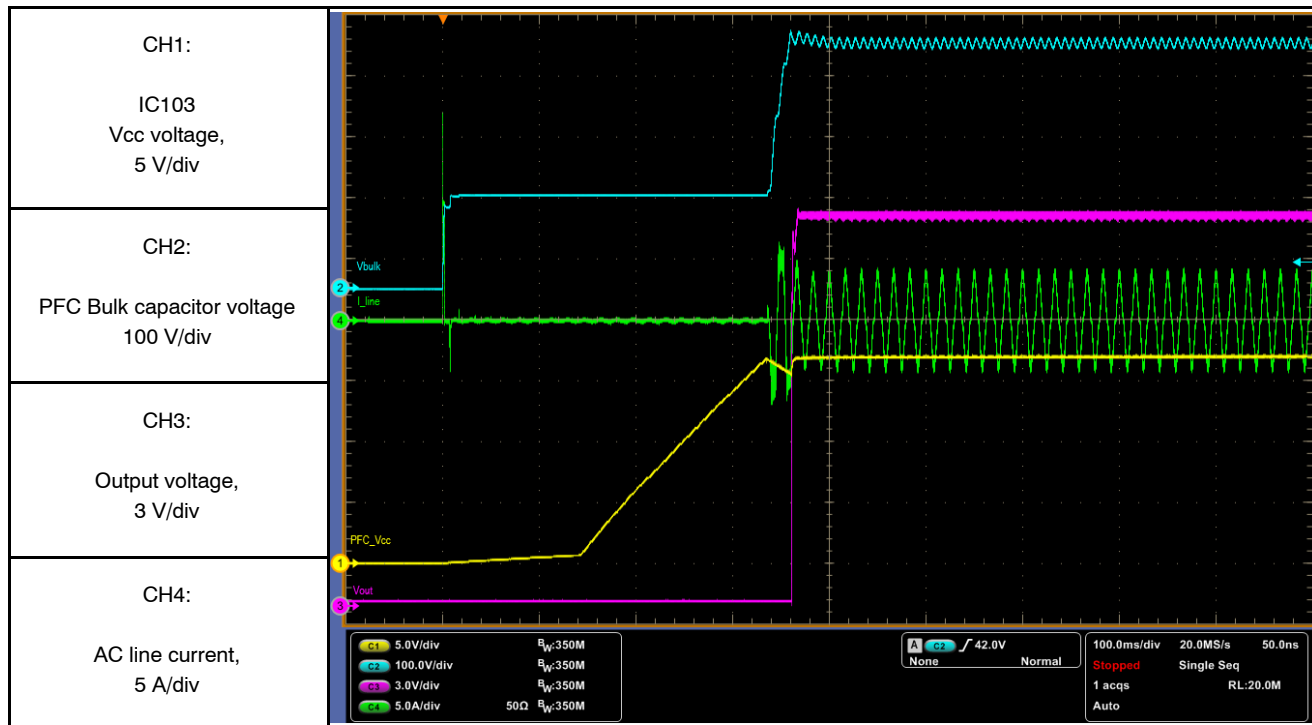 CH1:
IC103
Vcc voltage,
5 V/div
CH2:
PFC Bulk capacitor voltage
100 V/div
CH3:
Output voltage,
3 V/div
CH4:
AC line current,
5 A/div
Vbulk
2
I_line
4
PFC_Vcc
1
Vout
3
C1 5.0V/div BW:350M
C2 100.0V/div BW:350M
C3 3.0V/div BW:350M
C4 5.0A/div 50Ω BW:350M
A C2 42.0V
None Normal
100.0ms/div 20.0MS/s 50.0ns
Stopped Single Seq
1 acqs RL:20.0M
Auto